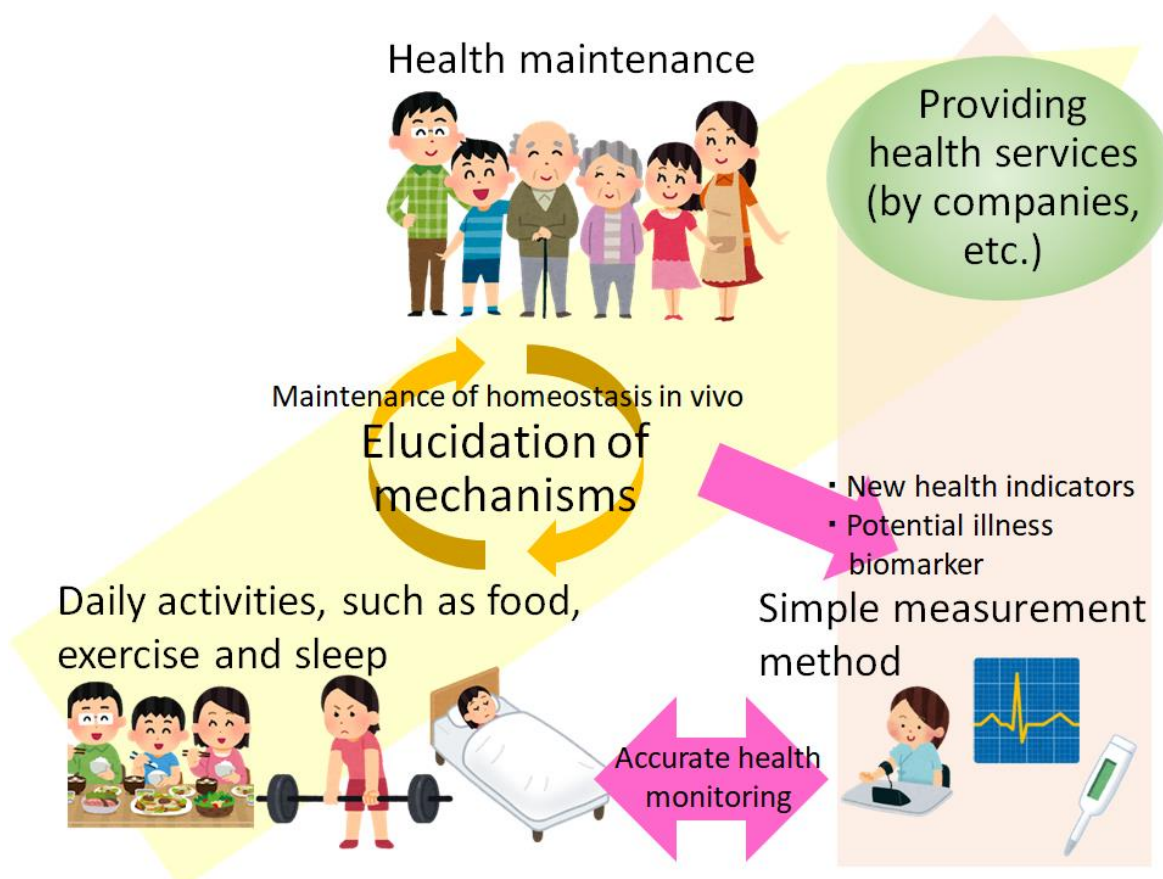 Health maintenance
Providing
health services
(by companies,
etc.)
Maintenance of homeostasis in vivo
Elucidation of
mechanisms
・New health indicators
・Potential illness
biomarker
Daily activities, such as food,
exercise and sleep
Simple measurement
method
Accurate health
monitoring